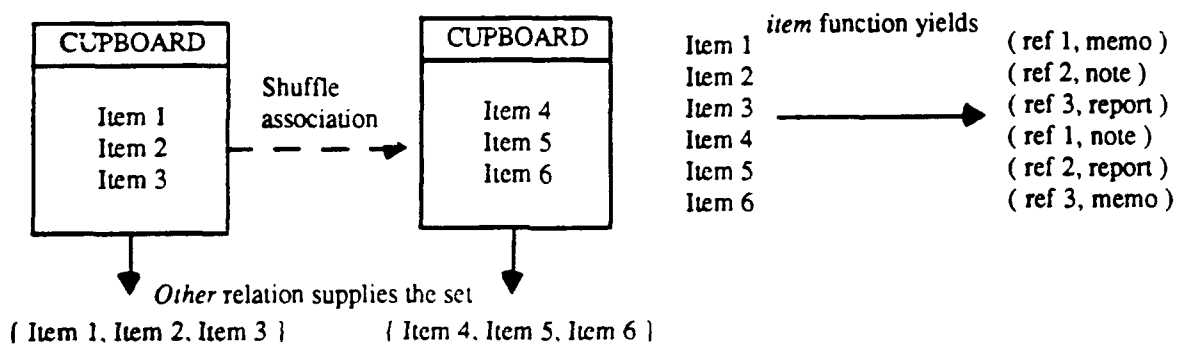 CUPBOARD
Item 1
Item 2
Item 3
Shuffle
association
CUPBOARD
Item 4
Item 5
Item 6
Other relation supplies the set
{ Item 1, Item 2, Item 3 }
{ Item 4, Item 5, Item 6 }
item function yields
Item 1 ( ref 1, memo )
Item 2 ( ref 2, note )
Item 3 ( ref 3, report )
Item 4 ( ref 1, note )
Item 5 ( ref 2, report )
Item 6 ( ref 3, memo )